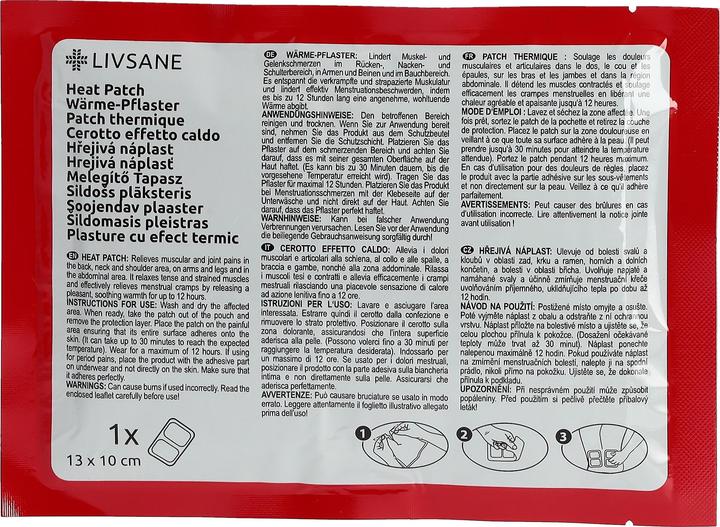 LIVSANE
Heat Patch
Wärme-Pflaster
Patch thermique
Cerotto effetto caldo
Hřejivá náplast
Hrejivá náplasť
Melegítő Tapasz
Sildošs plāksteris
Soojendav plaaster
Šildomasis pleistras
Plasture cu efect termic
EN HEAT PATCH: Relieves muscular and joint pains in
the back, neck and shoulder area, on arms and legs and in
the abdominal area. It relaxes tense and strained muscles
and effectively relieves menstrual cramps by releasing a
pleasant, soothing warmth for up to 12 hours.
INSTRUCTIONS FOR USE: Wash and dry the affected
area. When ready, take the patch out of the pouch and
remove the protection layer. Place the patch on the painful
area ensuring that its entire surface adheres onto the
skin. (It can take up to 30 minutes to reach the expected
temperature). Wear for a maximum of 12 hours. If using
for period pains, place the product with the adhesive part
on underwear and not directly on the skin. Make sure that
it adheres perfectly.
WARNINGS: Can cause burns if used incorrectly. Read the
enclosed leaflet carefully before use!
1x
13 x 10 cm
DE WÄRME-PFLASTER: Lindert Muskel- und
Gelenkschmerzen im Rücken-, Nacken- und
Schulterbereich, in Armen und Beinen und im Bauchbereich.
Es entspannt die verkrampfte und strapazierte Muskulatur
und lindert effektiv Menstruationsbeschwerden, indem
es bis zu 12 Stunden lang eine angenehme, wohltuende
Wärme abgibt.
ANWENDUNGSHINWEISE: Den betroffenen Bereich
reinigen und trocknen. Wenn Sie zur Anwendung bereit
sind, nehmen Sie das Produkt aus dem Schutzbeutel
und entfernen Sie die Schutzschicht. Platzieren Sie das
Pflaster auf dem schmerzenden Bereich und achten Sie
darauf, dass es mit seiner gesamten Oberfläche auf der
Haut haftet. (Es kann bis zu 30 Minuten dauern, bis die
vorgesehene Temperatur erreicht wird). Tragen Sie das
Pflaster für maximal 12 Stunden. Platzieren Sie das Produkt
bei Menstruationsschmerzen mit der Klebeseite auf der
Unterwäsche und nicht direkt auf der Haut. Achten Sie
darauf, dass das Pflaster perfekt haftet.
WARNHINWEISE: Kann bei falscher Anwendung
Verbrennungen verursachen. Lesen Sie vor der Anwendung
die beiliegende Gebrauchsanweisung sorgfältig durch!
IT CEROTTO EFFETTO CALDO: Allevia i dolori
muscolari e articolari alla schiena, al collo e alle spalle, a
braccia e gambe, nonché alla zona addominale. Rilassa
i muscoli tesi e contratti e allevia efficacemente i crampi
mestruali rilasciando una piacevole sensazione di calore
ad azione lenitiva fino a 12 ore.
ISTRUZIONI PER L'USO: Lavare e asciugare l'area
interessata. Estrarre quindi il cerotto dalla confezione e
rimuovere lo strato protettivo. Posizionare il cerotto sulla
zona dolorante, assicurandosi che l'intera superficie
aderisca alla pelle. (Possono volerci fino a 30 minuti per
raggiungere la temperatura desiderata). Indossarlo per
un massimo di 12 ore. Se usato per i dolori mestruali,
posizionare il prodotto con la parte adesiva sulla biancheria
intima e non direttamente sulla pelle. Assicurarsi che
aderisca perfettamente.
AVVERTENZE: Può causare bruciature se usato in modo
errato. Leggere attentamente il foglietto illustrativo allegato
prima dell'uso!
FR PATCH THERMIQUE : Soulage les douleurs
musculaires et articulaires dans le dos, le cou et les
épaules, sur les bras et les jambes et dans la région
abdominale. Il détend les muscles contractés et soulage
efficacement les crampes menstruelles en libérant une
chaleur agréable et apaisante jusqu'à 12 heures.
MODE D'EMPLOI : Lavez et séchez la zone affectée. Une
fois prêt, sortez le patch de la pochette et retirez la couche
de protection. Placez le patch sur la zone douloureuse en
veillant à ce que toute sa surface adhère à la peau. (Il peut
prendre jusqu'à 30 minutes pour atteindre la température
attendue). Portez le patch pendant 12 heures maximum.
En cas d'utilisation pour des douleurs de règles, placez
le produit avec la partie adhésive sur les sous-vêtements
et non directement sur la peau. Veillez à ce qu'il adhère
parfaitement.
AVERTISSEMENTS: Peut causer des brûlures en cas
d'utilisation incorrecte. Lire attentivement la notice jointe
avant utilisation!
CZ HŘEJIVÁ NÁPLAST: Ulevuje od bolestí svalů a
kloubů v oblasti zad, krku a ramen, horních a dolních
končetin, a bolesti v oblasti břicha. Uvolňuje napjaté a
namáhané svaly a účinně zmírňuje menstruační křeče
uvolňováním příjemného, uklidňujícího tepla po dobu až
12 hodin.
NÁVOD NA POUŽITÍ: Postižené místo omyjte a osušte.
Poté vyjměte náplast z obalu a odstraňte z ní ochrannou
vrstvu. Náplast přiložte na bolestivé místo a ujistěte se, že
celou plochou přilnula k pokožce. (Dosažení očekávané
teploty může trvat až 30 minut). Náplast ponechte
nalepenou maximálně 12 hodin. Pokud používáte náplast
na zmírnění menstruačních bolestí, nalepte ji na spodní
prádlo, nikoli přímo na pokožku. Ujistěte se, že dokonale
přilnula k podkladu.
UPOZORNĚNÍ: Při nesprávném použití může způsobit
popáleniny. Před použitím si pečlivě přečtěte příbalový
leták!
1 2 3